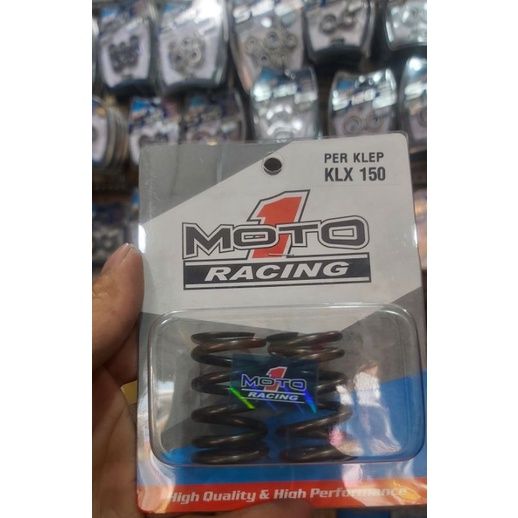 PER KLEP
KLX 150
MOTO 1
RACING
MOTO 1
RACING
High Quality & High Performance